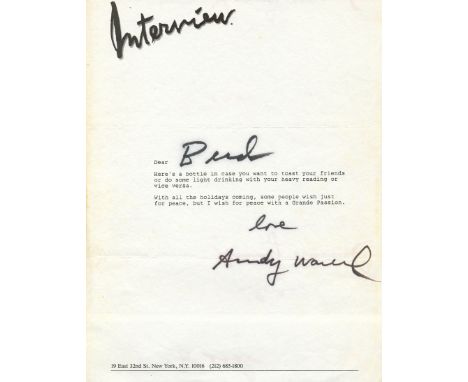 Interview
Dear Bud
Here's a bottle in case you want to toast your friends
or do some light drinking with your heavy reading or
vice versa.
With all the holidays coming, some people wish just
for peace, but I wish for peace with a Grande Passion.
love
Andy Warhol
19 East 32nd St. New York, N.Y. 10016 (212) 685-1800